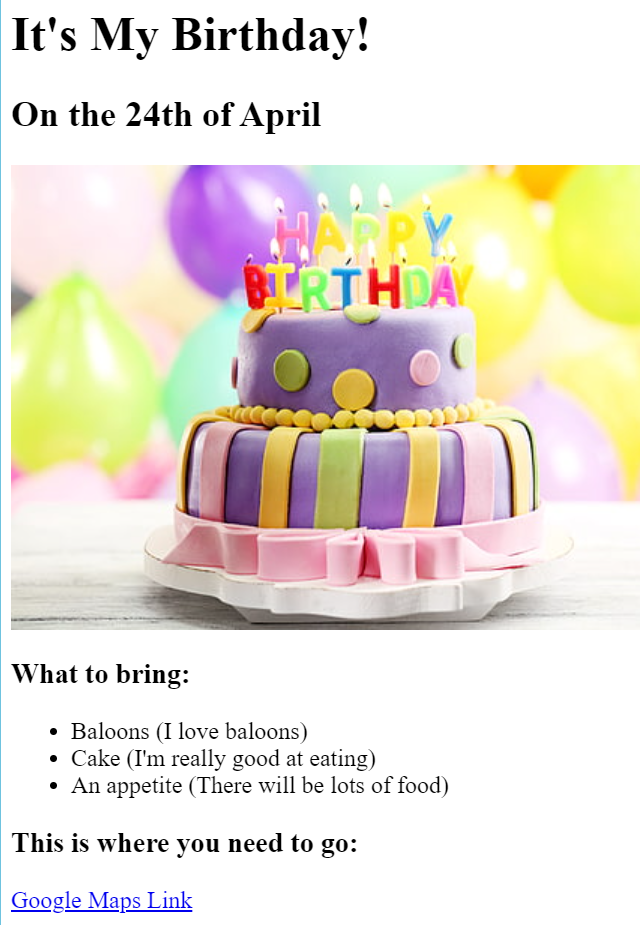 It's My Birthday!
On the 24th of April
HAPPY
BIRTHDAY
What to bring:
Baloons (I love baloons)
Cake (I'm really good at eating)
An appetite (There will be lots of food)
This is where you need to go:
Google Maps Link